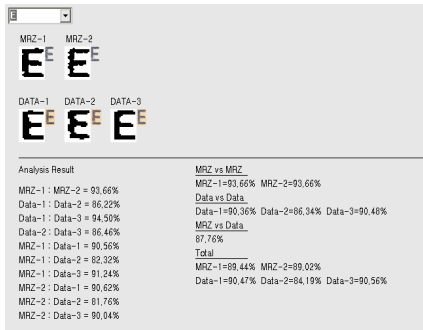 E
MRZ-1 MRZ-2
E E E E
DATA-1 DATA-2 DATA-3
E E E E E E
Analysis Result
MRZ-1 : MRZ-2 = 93,66%
Data-1 : Data-2 = 86,22%
Data-1 : Data-3 = 94,50%
Data-2 : Data-3 = 86,46%
MRZ-1 : Data-1 = 90,56%
MRZ-1 : Data-2 = 82,32%
MRZ-1 : Data-3 = 91,24%
MRZ-2 : Data-1 = 90,62%
MRZ-2 : Data-2 = 81,76%
MRZ-2 : Data-3 = 90,04%
MRZ vs MRZ
MRZ-1=93,66% MRZ-2=93,66%
Data vs Data
Data-1=90,36% Data-2=86,34% Data-3=90,48%
MRZ vs Data
87,76%
Total
MRZ-1=89,44% MRZ-2=89,02%
Data-1=90,47% Data-2=84,19% Data-3=90,56%